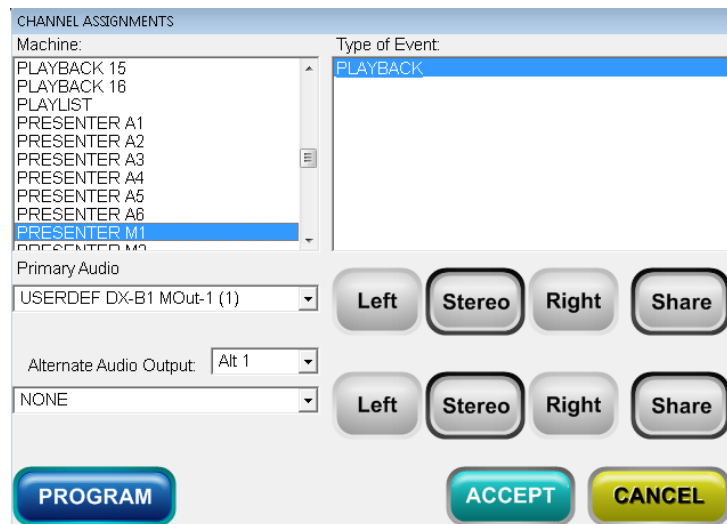 CHANNEL ASSIGNMENTS
Machine:
PLAYBACK 15
PLAYBACK 16
PLAYLIST
PRESENTER A1
PRESENTER A2
PRESENTER A3
PRESENTER A4
PRESENTER A5
PRESENTER A6
PRESENTER M1
PRESENTER M2
Type of Event:
PLAYBACK
Primary Audio
USERDEF DX-B1 MOut-1 (1)
Left Stereo Right Share
Alternate Audio Output: Alt 1
NONE
Left Stereo Right Share
PROGRAM ACCEPT CANCEL